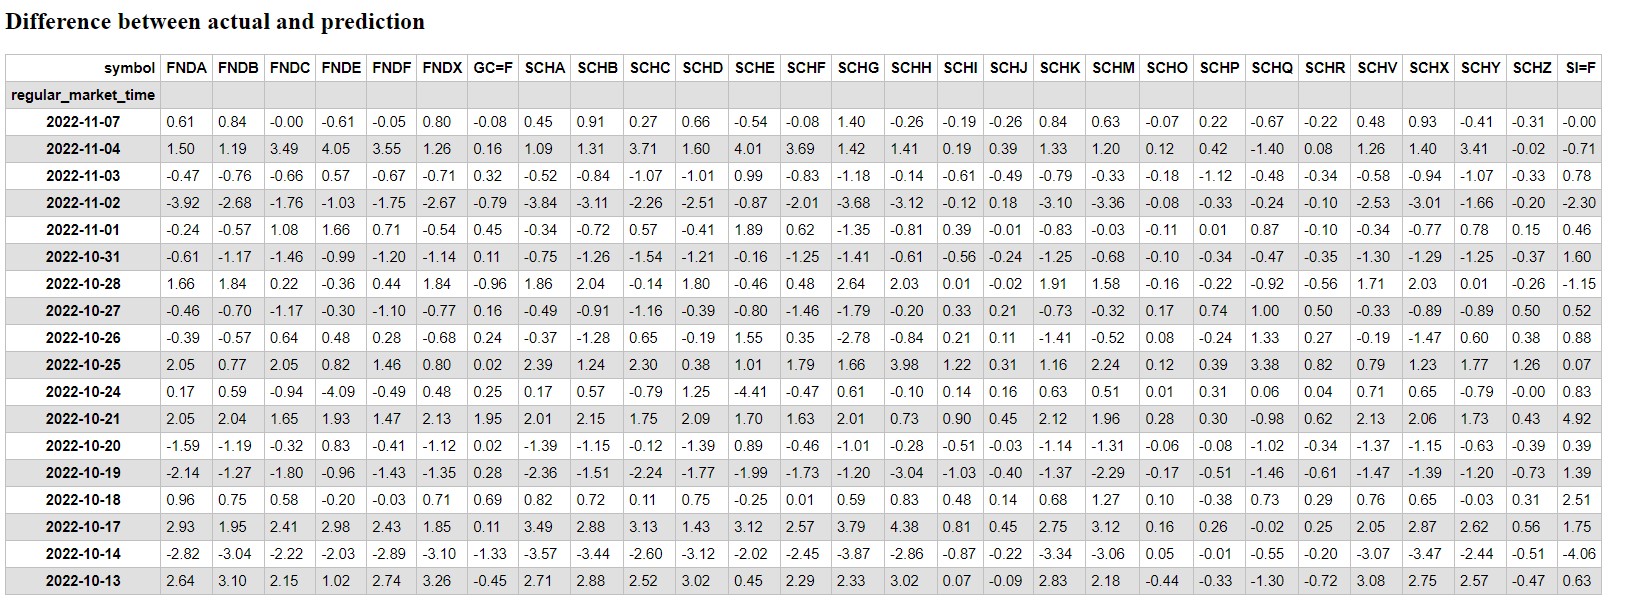 Difference between actual and prediction
symbol FNDA FNDB FNDC FNDE FNDF FNDX GC=F SCHA SCHB SCHC SCHD SCHE SCHF SCHG SCHH SCHI SCHJ SCHK SCHM SCHO SCHP SCHQ SCHR SCHV SCHX SCHY SCHZ SI=F
regular_market_time
2022-11-07 0.61 0.84 -0.00 -0.61 -0.05 0.80 -0.08 0.45 0.91 0.27 0.66 -0.54 -0.08 1.40 -0.26 -0.19 -0.26 0.84 0.63 -0.07 0.22 -0.67 -0.22 0.48 0.93 -0.41 -0.31 -0.00
2022-11-04 1.50 1.19 3.49 4.05 3.55 1.26 0.16 1.09 1.31 3.71 1.60 4.01 3.69 1.42 1.41 0.19 0.39 1.33 1.20 0.12 0.42 -1.40 0.08 1.26 1.40 3.41 -0.02 -0.71
2022-11-03 -0.47 -0.76 -0.66 0.57 -0.67 -0.71 0.32 -0.52 -0.84 -1.07 -1.01 0.99 -0.83 -1.18 -0.14 -0.61 -0.49 -0.79 -0.33 -0.18 -1.12 -0.48 -0.34 -0.58 -0.94 -1.07 -0.33 0.78
2022-11-02 -3.92 -2.68 -1.76 -1.03 -1.75 -2.67 -0.79 -3.84 -3.11 -2.26 -2.51 -0.87 -2.01 -3.68 -3.12 -0.12 0.18 -3.10 -3.36 -0.08 -0.33 -0.24 -0.10 -2.53 -3.01 -1.66 -0.20 -2.30
2022-11-01 -0.24 -0.57 1.08 1.66 0.71 -0.54 0.45 -0.34 -0.72 0.57 -0.41 1.89 0.62 -1.35 -0.81 0.39 -0.01 -0.83 -0.03 -0.11 0.01 0.87 -0.10 -0.34 -0.77 0.78 0.15 0.46
2022-10-31 -0.61 -1.17 -1.46 -0.99 -1.20 -1.14 0.11 -0.75 -1.26 -1.54 -1.21 -0.16 -1.25 -1.41 -0.61 -0.56 -0.24 -1.25 -0.68 -0.10 -0.34 -0.47 -0.35 -1.30 -1.29 -1.25 -0.37 1.60
2022-10-28 1.66 1.84 0.22 -0.36 0.44 1.84 -0.96 1.86 2.04 -0.14 1.80 -0.46 0.48 2.64 2.03 0.01 -0.02 1.91 1.58 -0.16 -0.22 -0.92 -0.56 1.71 2.03 0.01 -0.26 -1.15
2022-10-27 -0.46 -0.70 -1.17 -0.30 -1.10 -0.77 0.16 -0.49 -0.91 -1.16 -0.39 -0.80 -1.46 -1.79 -0.20 0.33 0.21 -0.73 -0.32 0.17 0.74 1.00 0.50 -0.33 -0.89 -0.89 0.50 0.52
2022-10-26 -0.39 -0.57 0.64 0.48 0.28 -0.68 0.24 -0.37 -1.28 0.65 -0.19 1.55 0.35 -2.78 -0.84 0.21 0.11 -1.41 -0.52 0.08 -0.24 1.33 0.27 -0.19 -1.47 0.60 0.38 0.88
2022-10-25 2.05 0.77 2.05 0.82 1.46 0.80 0.02 2.39 1.24 2.30 0.38 1.01 1.79 1.66 3.98 1.22 0.31 1.16 2.24 0.12 0.29 3.38 0.82 0.79 1.23 1.77 1.26 0.07
2022-10-24 0.17 0.59 -0.94 -4.09 -0.49 0.48 0.25 0.17 0.57 -0.79 1.25 -4.41 -0.47 0.61 -0.10 0.14 0.16 0.63 0.51 0.01 0.31 0.06 0.04 0.71 0.65 -0.79 -0.00 0.83
2022-10-21 2.05 2.04 1.65 1.93 1.47 2.13 1.95 2.01 2.15 1.75 2.09 1.70 1.63 2.01 0.73 0.90 0.45 2.12 1.96 0.28 0.30 -0.98 0.62 2.13 2.06 1.73 0.43 4.92
2022-10-20 -1.59 -1.19 -0.32 0.83 -0.41 -1.12 0.02 -1.39 -1.15 -0.12 -1.39 0.89 -0.46 -1.01 -0.28 -0.51 -0.03 -1.14 -1.31 -0.06 -0.08 -1.02 -0.34 -1.37 -1.15 -0.63 -0.39 0.39
2022-10-19 -2.14 -1.27 -1.80 -0.96 -1.43 -1.35 0.28 -2.36 -1.51 -2.24 -1.77 -1.99 -1.73 -1.20 -3.04 -1.03 -0.40 -1.37 -2.29 -0.17 -0.51 -1.46 -0.61 -1.47 -1.39 -1.20 -0.73 1.39
2022-10-18 0.96 0.75 0.58 -0.20 -0.03 0.71 0.69 0.82 0.72 0.11 0.75 -0.25 0.01 0.59 0.83 0.48 0.14 0.68 1.27 0.10 -0.38 0.73 0.29 0.76 0.65 -0.03 0.31 2.51
2022-10-17 2.93 1.95 2.41 2.98 2.43 1.85 0.11 3.49 2.88 3.13 1.43 3.12 2.57 3.79 4.38 0.81 0.45 2.75 3.12 0.16 0.26 -0.02 0.25 2.05 2.87 2.62 0.56 1.75
2022-10-14 -2.82 -3.04 -2.22 -2.03 -2.89 -3.10 -1.33 -3.57 -3.44 -2.60 -3.12 -2.02 -2.45 -3.87 -2.86 -0.87 -0.22 -3.34 -3.06 0.05 -0.01 -0.55 -0.20 -3.07 -3.47 -2.44 -0.51 -4.06
2022-10-13 2.64 3.10 2.15 1.02 2.74 3.26 -0.45 2.71 2.88 2.52 3.02 0.45 2.29 2.33 3.02 0.07 -0.09 2.83 2.18 -0.44 -0.33 -1.30 -0.72 3.08 2.75 2.57 -0.47 0.63